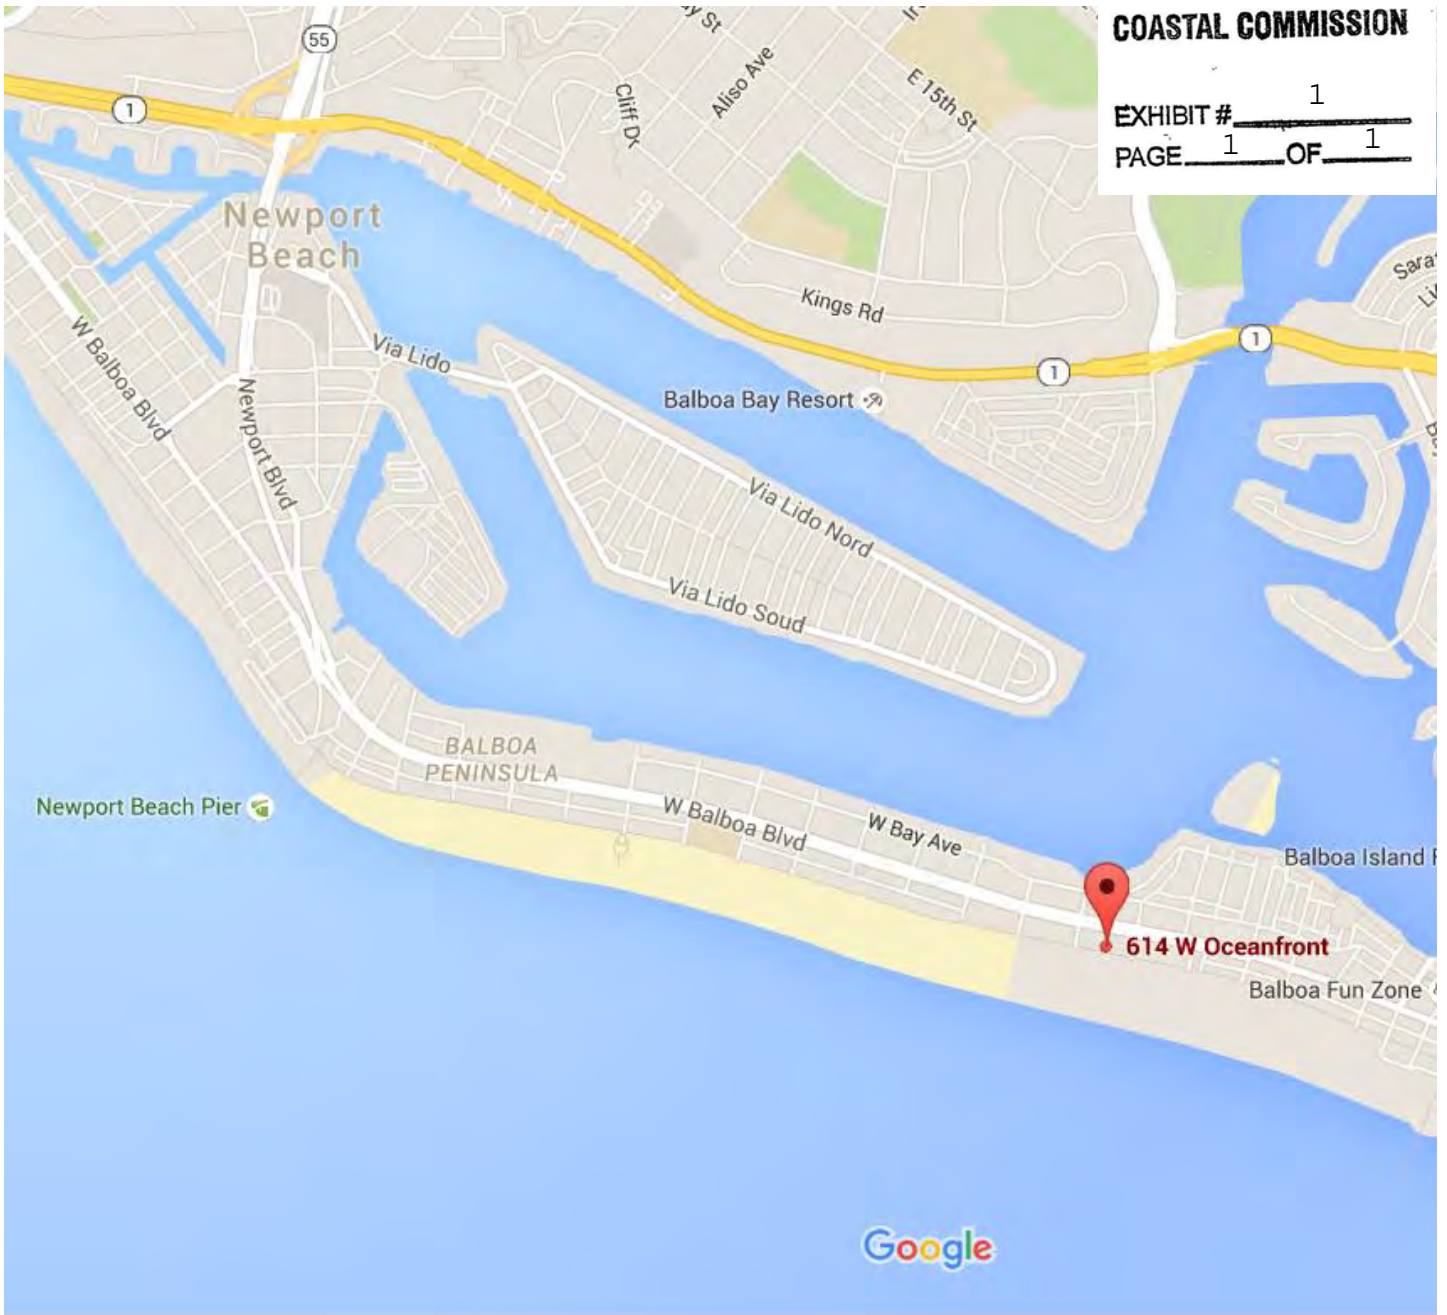 COASTAL COMMISSION
EXHIBIT # 1
PAGE 1 OF 1
55
1
Aliso Ave
Cliff Dr
E 15th St
Newport
Beach
Kings Rd
1
1
W Balboa Blvd
Via Lido
Newport Blvd
Balboa Bay Resort
Via Lido Nord
Via Lido Soud
BALBOA
PENINSULA
Newport Beach Pier
W Balboa Blvd
W Bay Ave
Balboa Island
614 W Oceanfront
Balboa Fun Zone
Google